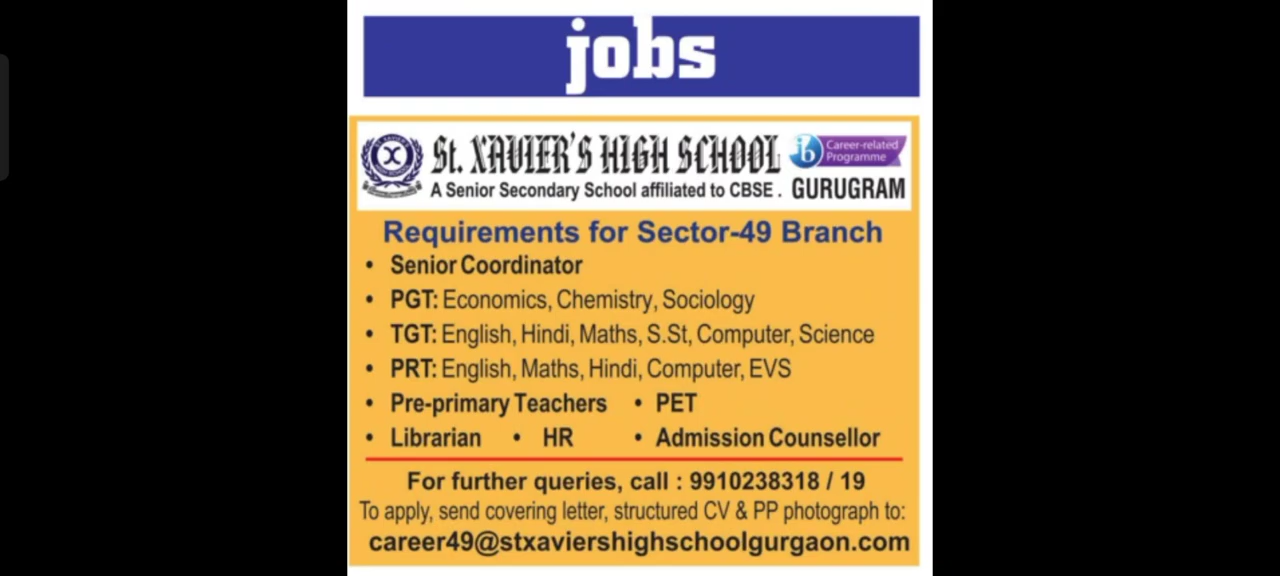 jobs
St. XAVIER'S HIGH SCHOOL
ib Career-related
Programme
A Senior Secondary School affiliated to CBSE . GURUGRAM
Requirements for Sector-49 Branch
• Senior Coordinator
• PGT: Economics, Chemistry, Sociology
• TGT: English, Hindi, Maths, S.St, Computer, Science
• PRT: English, Maths, Hindi, Computer, EVS
• Pre-primary Teachers • PET
• Librarian • HR • Admission Counsellor
For further queries, call : 9910238318 / 19
To apply, send covering letter, structured CV & PP photograph to:
career49@stxaviershighschoolgurgaon.com